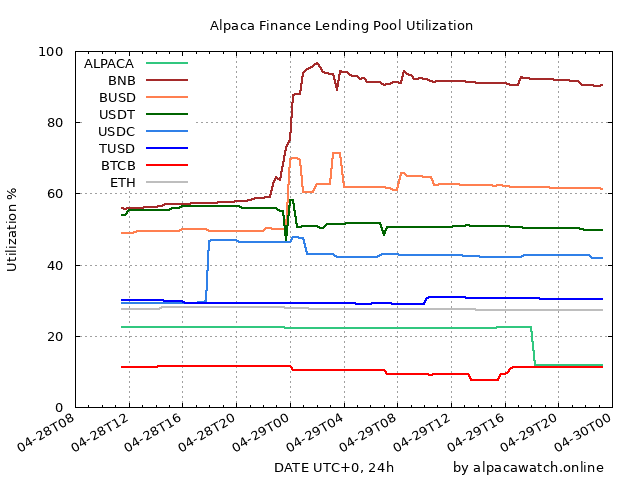 Alpaca Finance Lending Pool Utilization
100
80
60
40
20
0
Utilization %
ALPACA
BNB
BUSD
USDT
USDC
TUSD
BTCB
ETH
04-28T08
04-28T12
04-28T16
04-28T20
04-29T00
04-29T04
04-29T08
04-29T12
04-29T16
04-29T20
04-30T00
DATE UTC+0, 24h
by alpacawatch.online